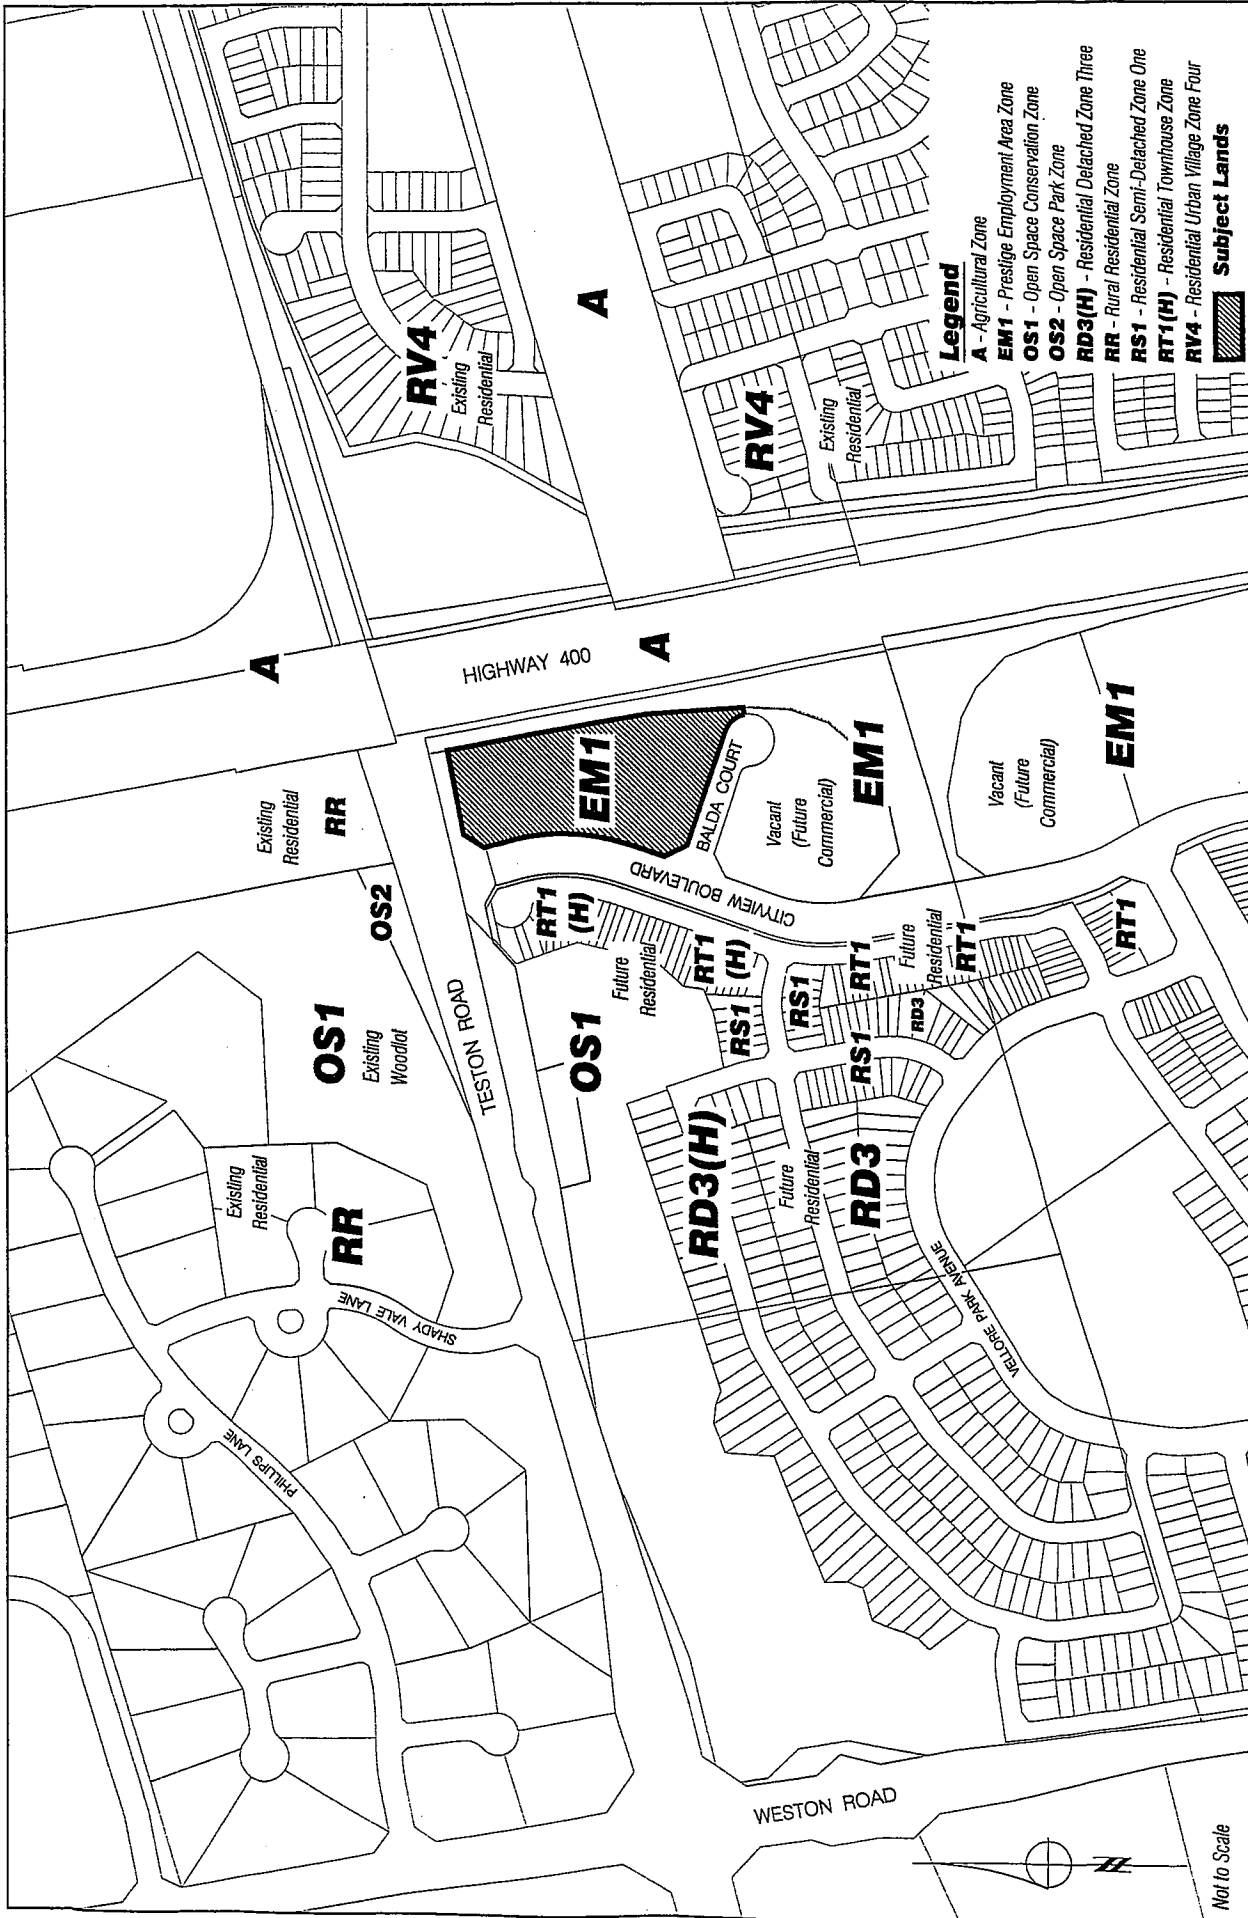 RR
Existing
Residential
PHILLIPS LANE
SHADY VALE LANE
OS1
Existing
Woodlot
OS2
Existing
Residential
RR
A
RV4
Existing
Residential
A
HIGHWAY 400
A
TESTON ROAD
WESTON ROAD
EM1
BALDA COURT
CITYVIEW BOULEVARD
Vacant
(Future
Commercial)
EM1
Vacant
(Future
Commercial)
EM1
OS1
RT1
(H)
Future
Residential
RT1
(H)
RS1
RS1
RT1
Future
Residential
RT1
RT1
RD3
RS1
RD3(H)
Future
Residential
RD3
VELLORE PARK AVENUE
RV4
Existing
Residential
Legend
A - Agricultural Zone
EM1 - Prestige Employment Area Zone
OS1 - Open Space Conservation Zone
OS2 - Open Space Park Zone
RD3(H) - Residential Detached Zone Three
RR - Rural Residential Zone
RS1 - Residential Semi-Detached Zone One
RT1(H) - Residential Townhouse Zone
RV4 - Residential Urban Village Zone Four
Subject Lands
N
Not to Scale